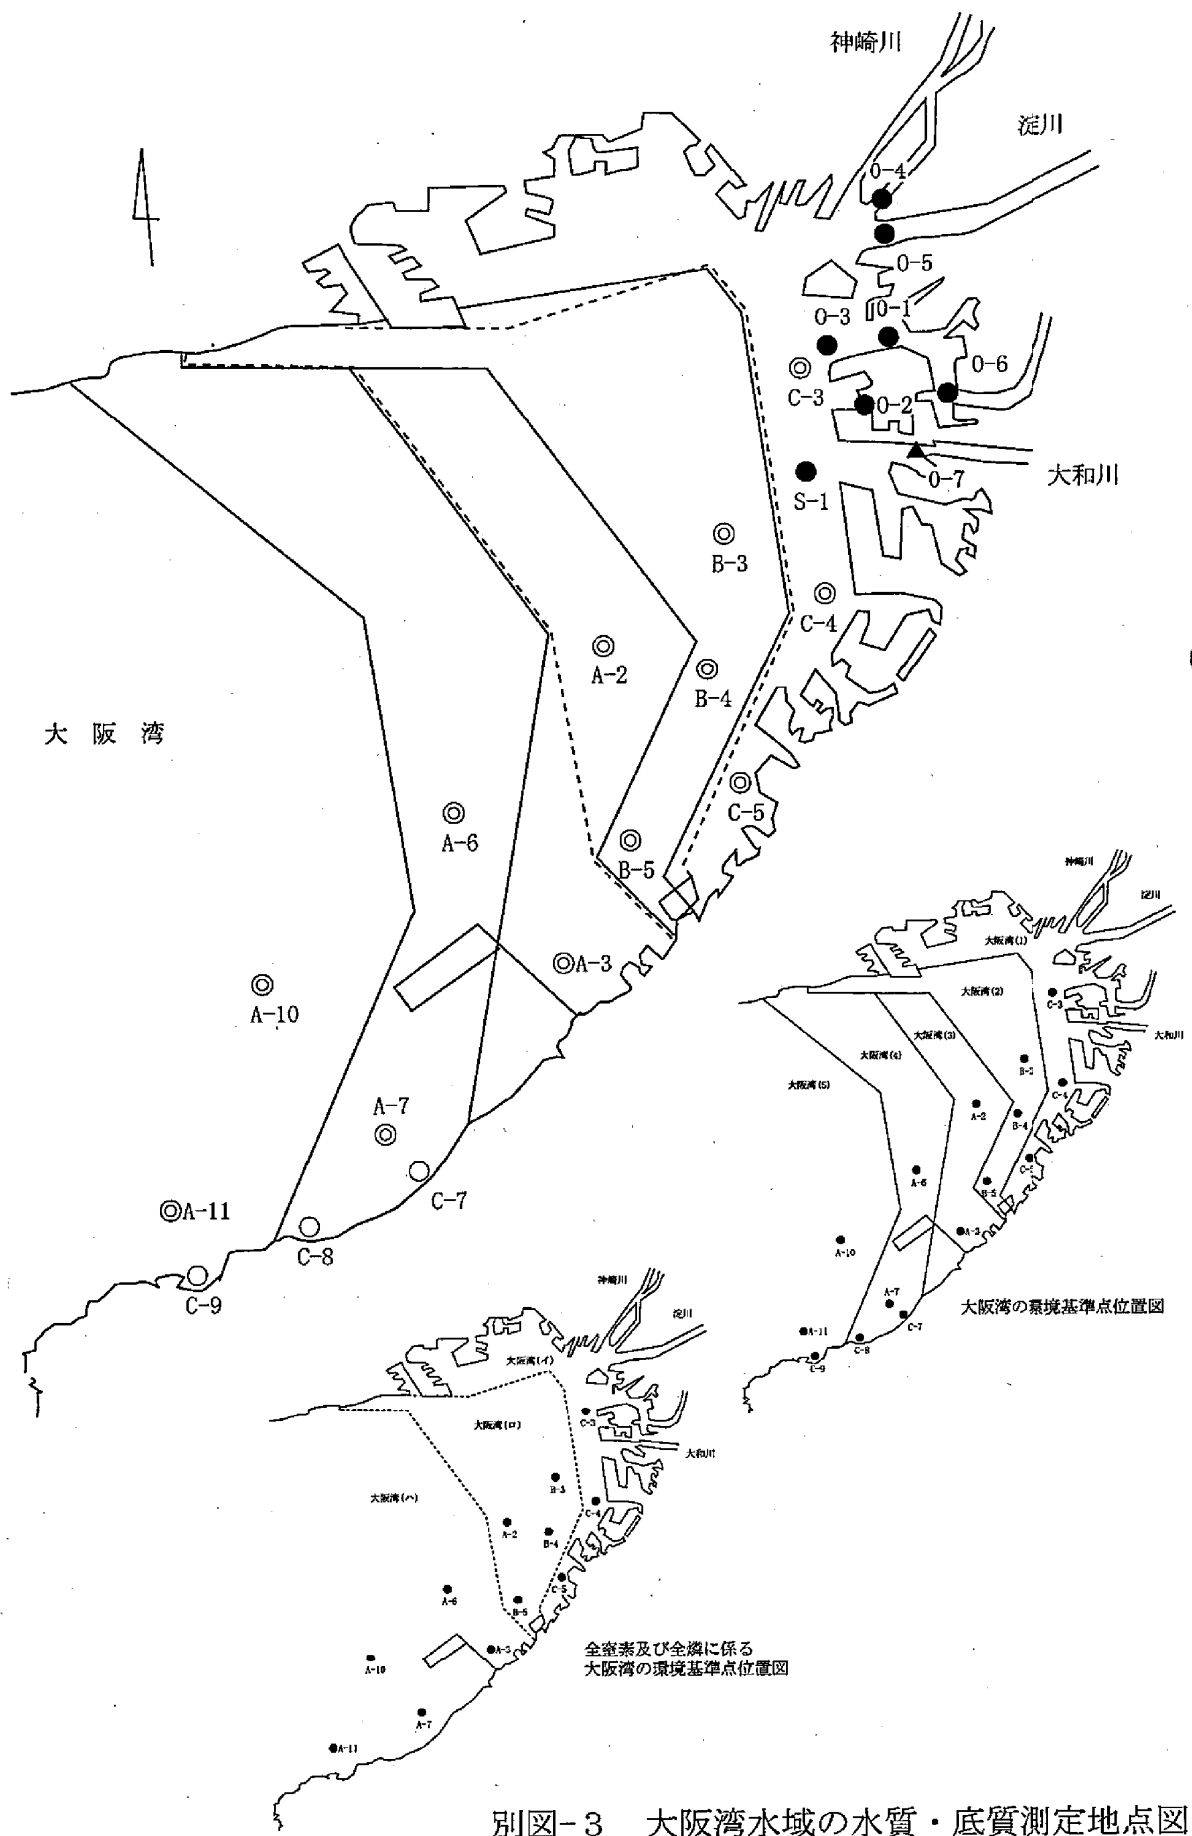 神崎川
淀川
O-4
O-5
O-3
O-1
O-6
C-3
O-2
大和川
O-7
S-1
B-3
C-4
A-2
B-4
大 阪 湾
C-5
A-6
B-5
A-3
A-10
A-7
C-7
A-11
C-8
C-9
神崎川
淀川
大阪湾(1)
大阪湾(2)
C-3
大阪湾(3)
大和川
大阪湾(4)
B-3
大阪湾(5)
C-4
A-2
B-4
C-5
A-6
B-5
A-3
A-10
A-7
C-7
A-11
C-8
C-9
大阪湾の環境基準点位置図
神崎川
淀川
大阪湾(イ)
C-3
大阪湾(ロ)
大和川
B-3
大阪湾(ハ)
C-4
A-2
B-4
C-5
A-6
B-5
A-3
A-10
A-7
A-11
全窒素及び全燐に係る
大阪湾の環境基準点位置図
別図-3 大阪湾水域の水質・底質測定地点図